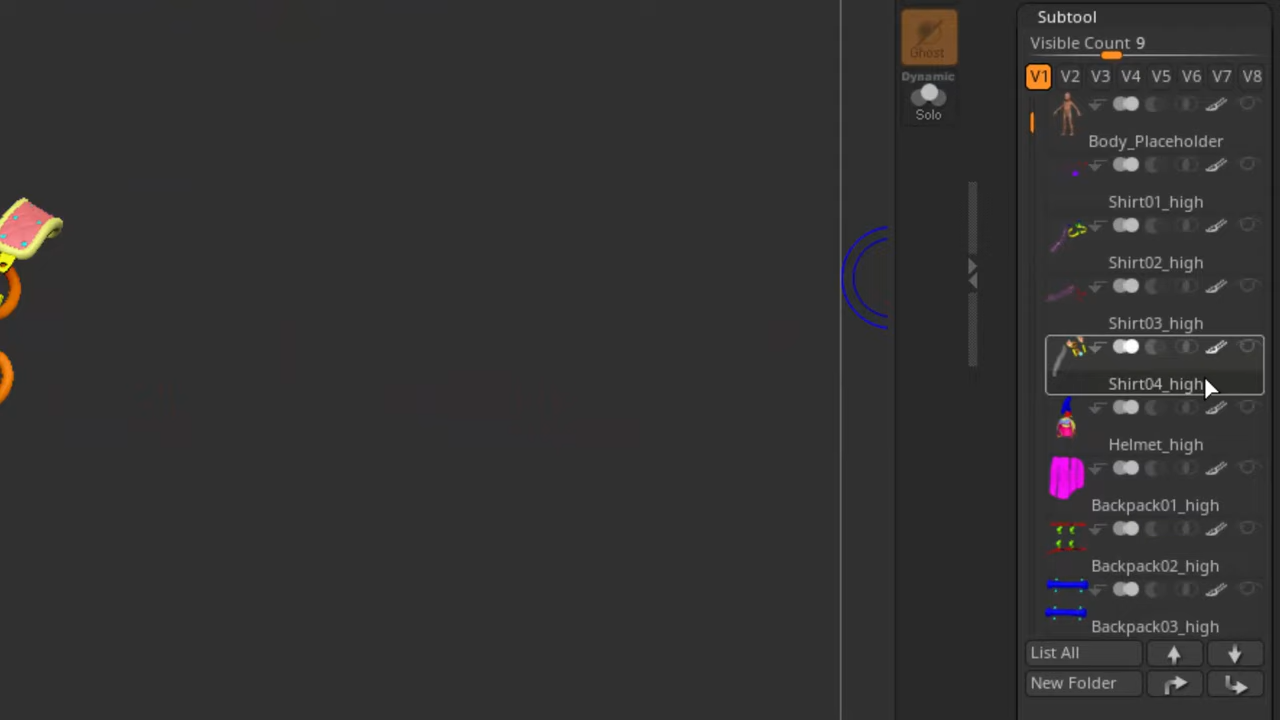 Subtool
Visible Count 9
V1 V2 V3 V4 V5 V6 V7 V8
Ghost
Dynamic
Solo
Body_Placeholder
Shirt01_high
Shirt02_high
Shirt03_high
Shirt04_high
Helmet_high
Backpack01_high
Backpack02_high
Backpack03_high
List All
New Folder